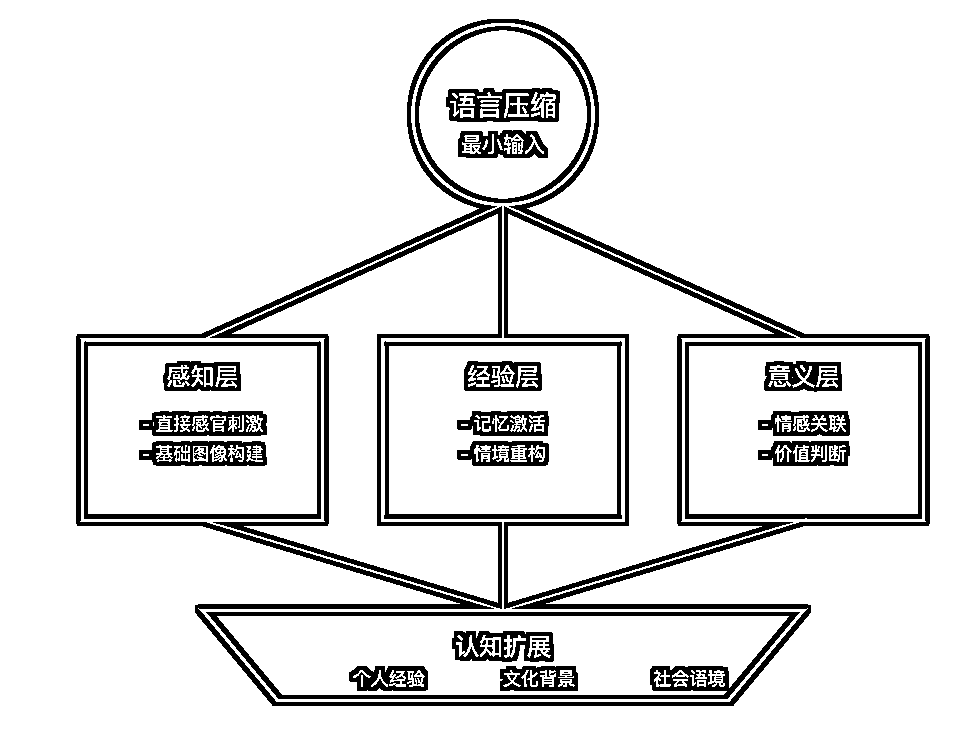 语言压缩
最小输入
感知层
- 直接感官刺激
- 基础图像构建
经验层
- 记忆激活
- 情境重构
意义层
- 情感关联
- 价值判断
认知扩展
个人经验 文化背景 社会语境